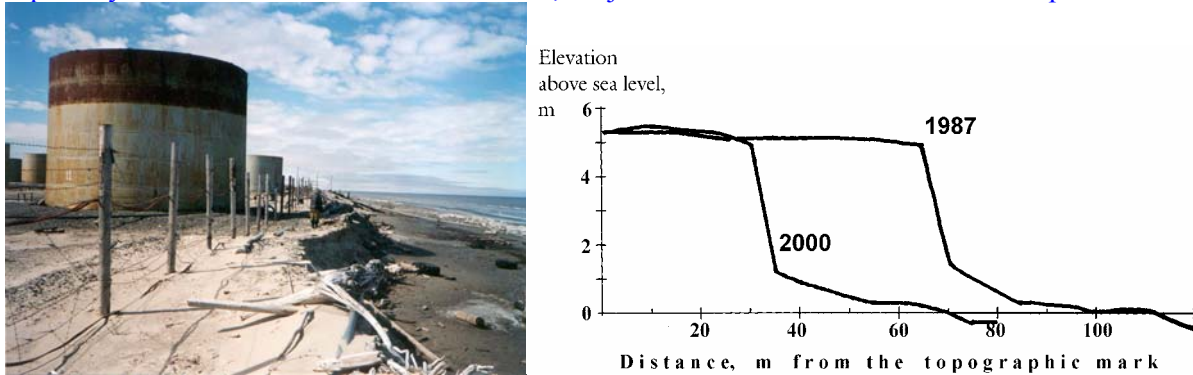 Elevation
above sea level,
m
6
1987
4
2000
2
0
20 40 60 80 100
Distance, m from the topographic mark